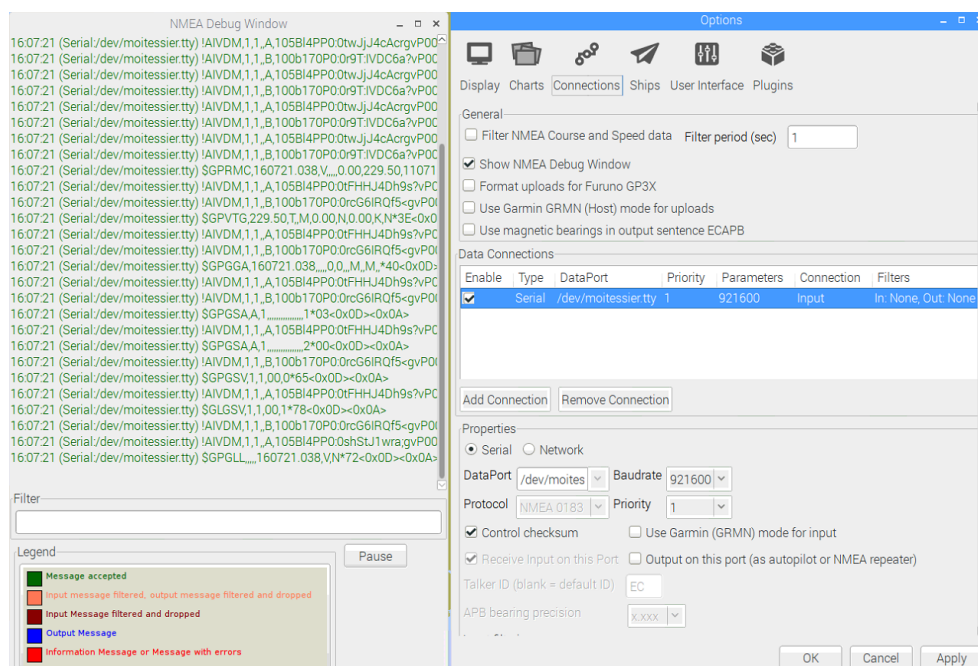 NMEA Debug Window
16:07:21 (Serial:/dev/moitessier.tty) !AIVDM,1,1,,A,105Bl4PP0:0twJjJ4cAcrgvP00
16:07:21 (Serial:/dev/moitessier.tty) !AIVDM,1,1,,B,100b170P0:0r9T:IVDC6a?vP0(
16:07:21 (Serial:/dev/moitessier.tty) !AIVDM,1,1,,A,105Bl4PP0:0twJjJ4cAcrgvP0(
16:07:21 (Serial:/dev/moitessier.tty) !AIVDM,1,1,,B,100b170P0:0r9T:IVDC6a?vP0(
16:07:21 (Serial:/dev/moitessier.tty) !AIVDM,1,1,,A,105Bl4PP0:0twJjJ4cAcrgvP0(
16:07:21 (Serial:/dev/moitessier.tty) !AIVDM,1,1,,B,100b170P0:0r9T:IVDC6a?vP0(
16:07:21 (Serial:/dev/moitessier.tty) !AIVDM,1,1,,A,105Bl4PP0:0twJjJ4cAcrgvP0(
16:07:21 (Serial:/dev/moitessier.tty) !AIVDM,1,1,,B,100b170P0:0r9T:IVDC6a?vP0(
16:07:21 (Serial:/dev/moitessier.tty) $GPRMC,160721.038,V,,,,,0.00,229.50,11071
16:07:21 (Serial:/dev/moitessier.tty) !AIVDM,1,1,,A,105Bl4PP0:0tFHHJ4Dh9s?vP0
16:07:21 (Serial:/dev/moitessier.tty) !AIVDM,1,1,,B,100b170P0:0rcG6IRQf5<gvP0(
16:07:21 (Serial:/dev/moitessier.tty) $GPVTG,229.50,T,,M,0.00,N,0.00,K,N*3E<0x0
16:07:21 (Serial:/dev/moitessier.tty) !AIVDM,1,1,,A,105Bl4PP0:0tFHHJ4Dh9s?vP0
16:07:21 (Serial:/dev/moitessier.tty) !AIVDM,1,1,,B,100b170P0:0rcG6IRQf5<gvP0(
16:07:21 (Serial:/dev/moitessier.tty) $GPGGA,160721.038,,,,,0,0,,,M,,M,,*40<0x0D>
16:07:21 (Serial:/dev/moitessier.tty) !AIVDM,1,1,,A,105Bl4PP0:0tFHHJ4Dh9s?vP0
16:07:21 (Serial:/dev/moitessier.tty) !AIVDM,1,1,,B,100b170P0:0rcG6IRQf5<gvP0(
16:07:21 (Serial:/dev/moitessier.tty) $GPGSA,A,1,,,,,,,,,,,,,,,,1*03<0x0D><0x0A>
16:07:21 (Serial:/dev/moitessier.tty) !AIVDM,1,1,,A,105Bl4PP0:0tFHHJ4Dh9s?vP0
16:07:21 (Serial:/dev/moitessier.tty) $GPGSA,A,1,,,,,,,,,,,,,,,,2*00<0x0D><0x0A>
16:07:21 (Serial:/dev/moitessier.tty) !AIVDM,1,1,,B,100b170P0:0rcG6IRQf5<gvP0(
16:07:21 (Serial:/dev/moitessier.tty) $GPGSV,1,1,00,0*65<0x0D><0x0A>
16:07:21 (Serial:/dev/moitessier.tty) !AIVDM,1,1,,A,105Bl4PP0:0tFHHJ4Dh9s?vP0
16:07:21 (Serial:/dev/moitessier.tty) $GLGSV,1,1,00,1*78<0x0D><0x0A>
16:07:21 (Serial:/dev/moitessier.tty) !AIVDM,1,1,,B,100b170P0:0rcG6IRQf5<gvP0(
16:07:21 (Serial:/dev/moitessier.tty) !AIVDM,1,1,,A,105Bl4PP0:0shStJ1wra;gvP00
16:07:21 (Serial:/dev/moitessier.tty) $GPGLL,,,,,160721.038,V,N*72<0x0D><0x0A>
Filter
Legend
Message accepted
Input message filtered, output message filtered and dropped
Input Message filtered and dropped
Output Message
Information Message or Message with errors
Pause
Options
Display Charts Connections Ships User Interface Plugins
General
Filter NMEA Course and Speed data Filter period (sec) 1
Show NMEA Debug Window
Format uploads for Furuno GP3X
Use Garmin GRMN (Host) mode for uploads
Use magnetic bearings in output sentence ECAPB
Data Connections
Enable Type DataPort Priority Parameters Connection Filters
Serial /dev/moitessier.tty 1 921600 Input In: None, Out: None
Add Connection Remove Connection
Properties
Serial Network
DataPort /dev/moites Baudrate 921600
Protocol NMEA 0183 Priority 1
Control checksum Use Garmin (GRMN) mode for input
Receive Input on this Port Output on this port (as autopilot or NMEA repeater)
Talker ID (blank = default ID) EC
APB bearing precision x.xxx
OK Cancel Apply